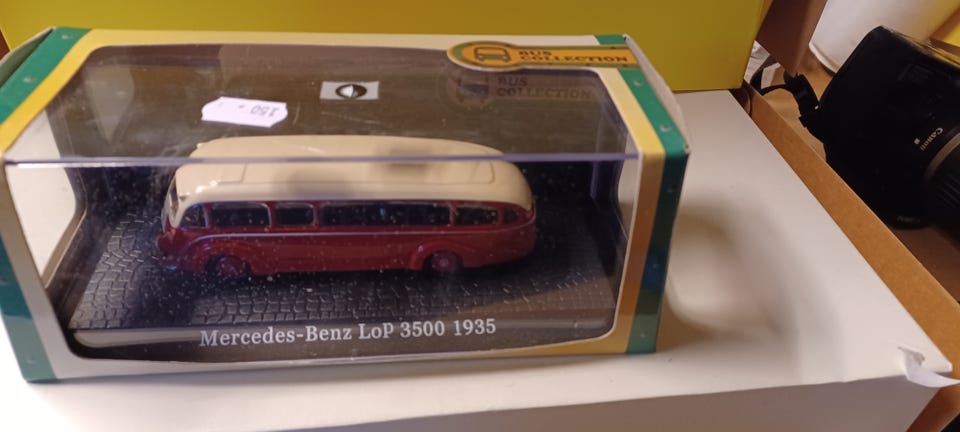 BUS
COLLECTION
BUS
COLLECTION
150
Mercedes-Benz LoP 3500 1935
Canon